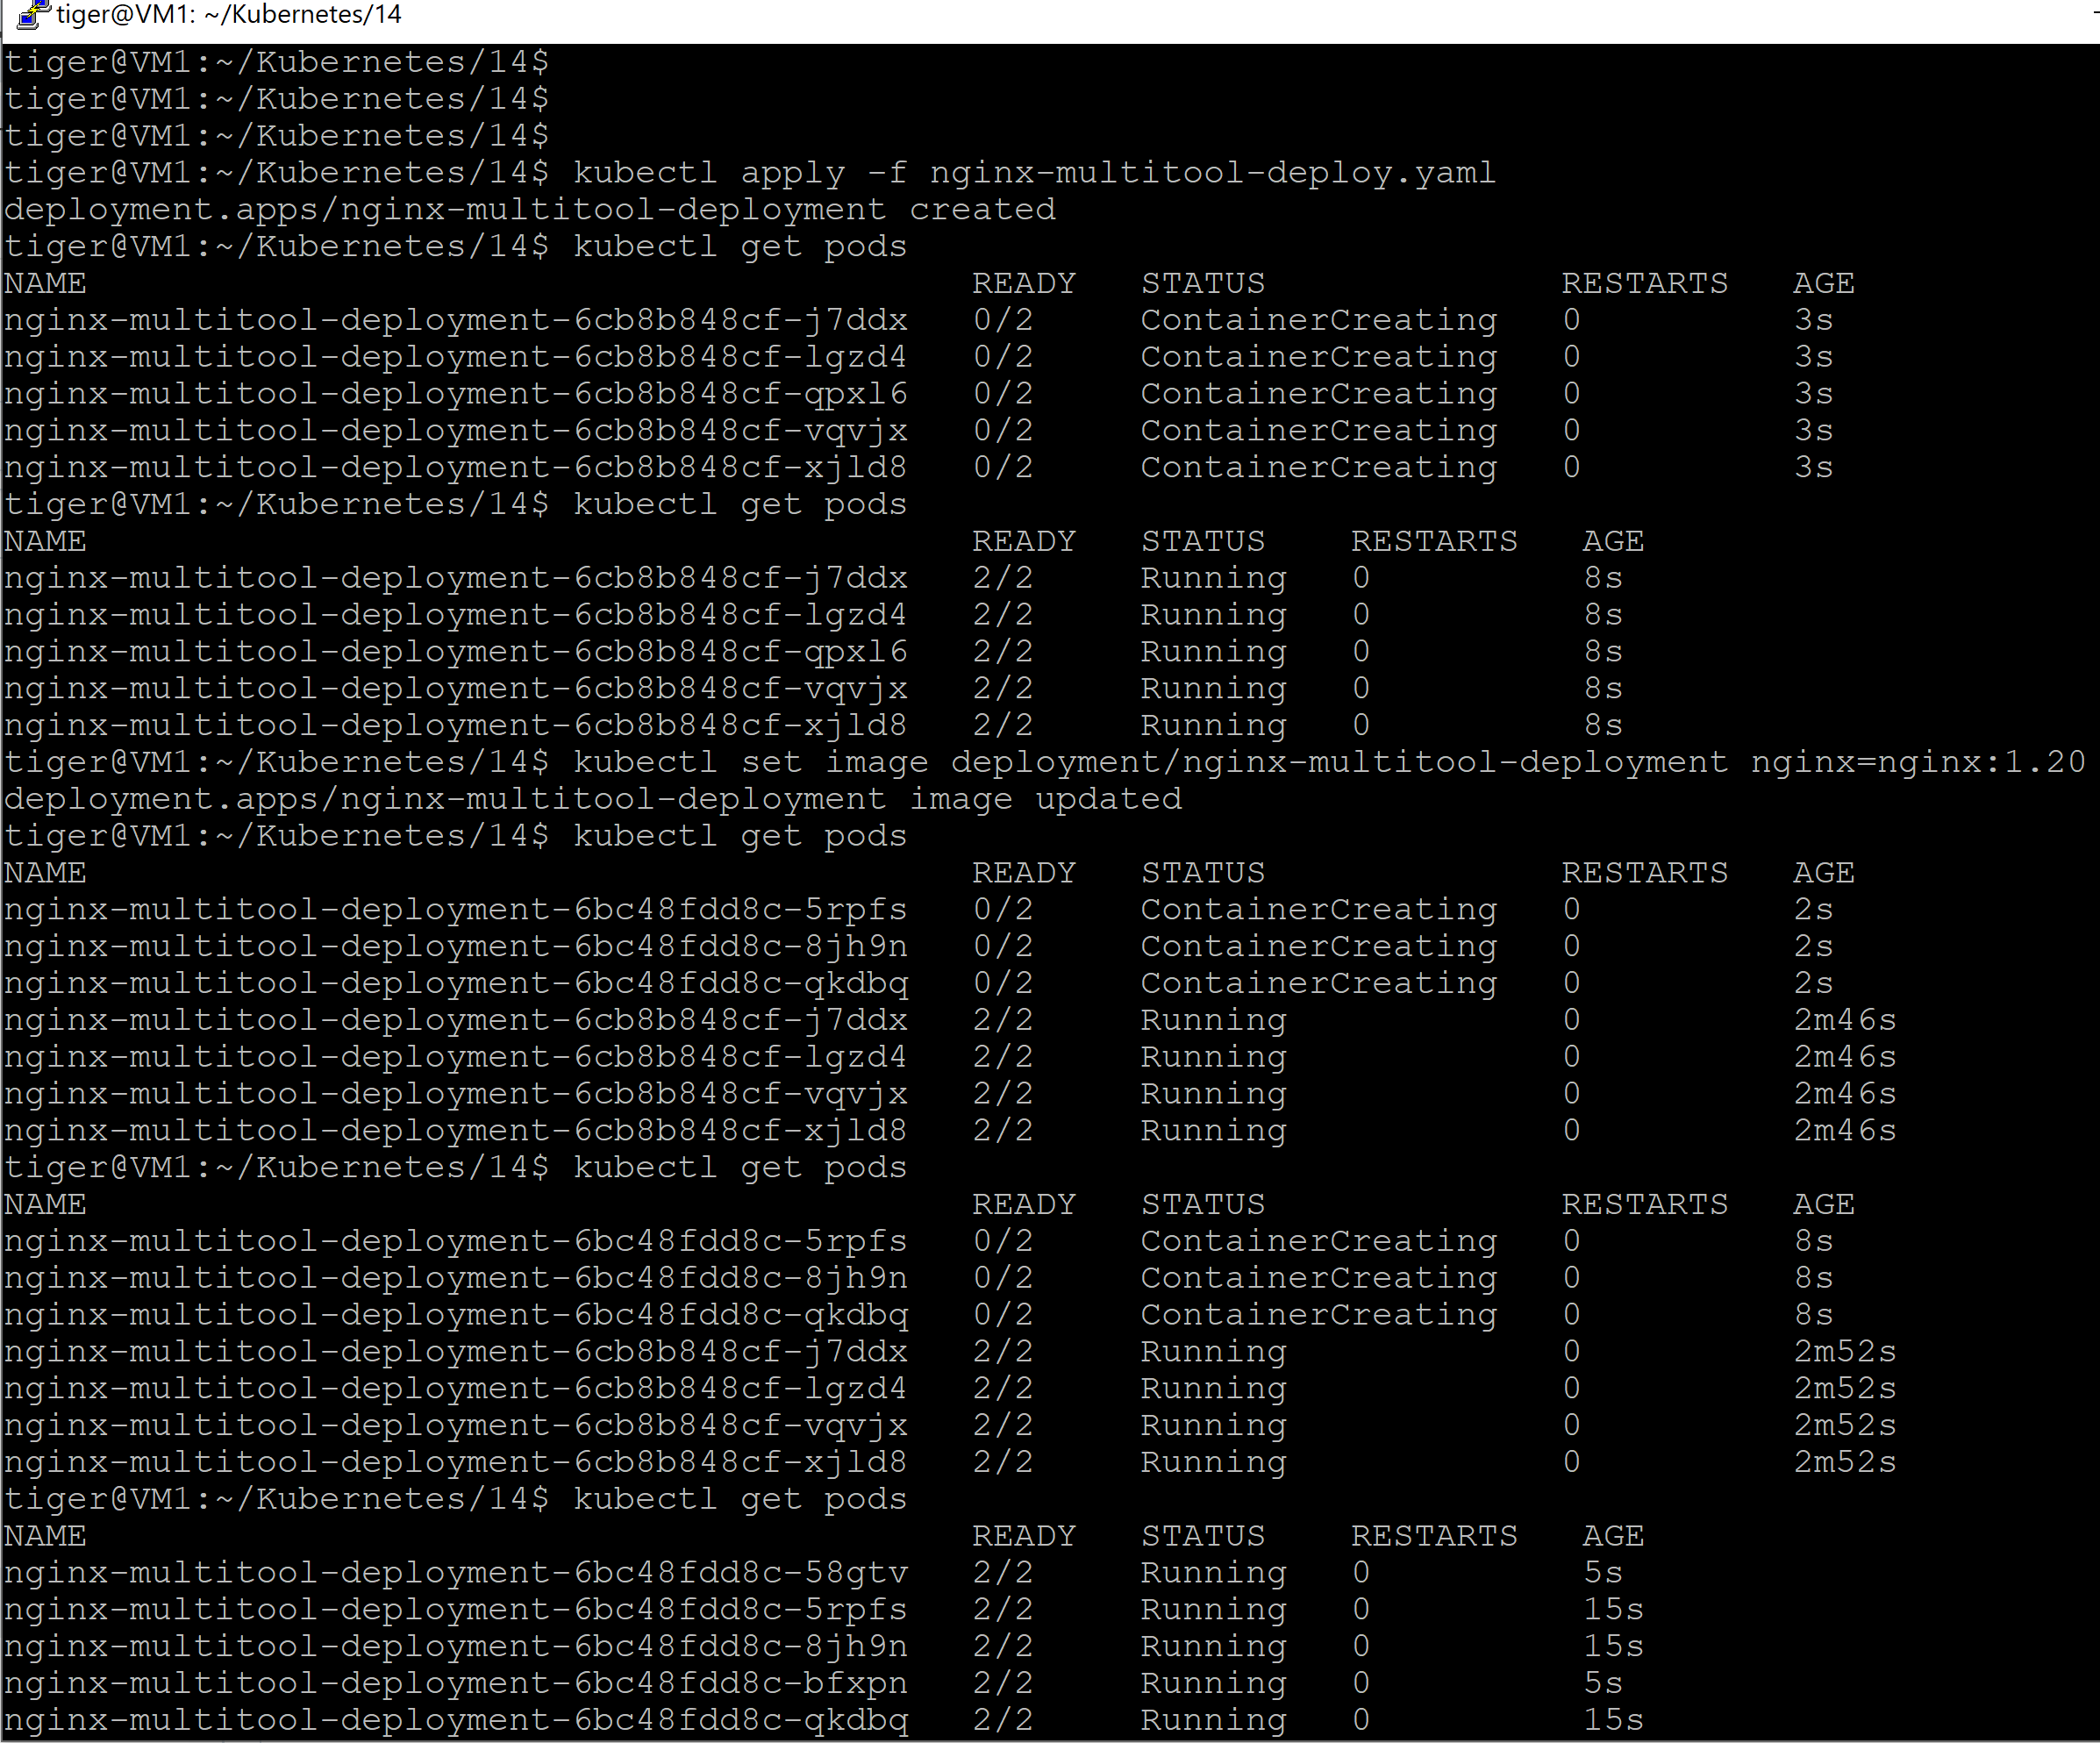 tiger@VM1: ~/Kubernetes/14
tiger@VM1:~/Kubernetes/14$
tiger@VM1:~/Kubernetes/14$
tiger@VM1:~/Kubernetes/14$
tiger@VM1:~/Kubernetes/14$ kubectl apply -f nginx-multitool-deploy.yaml
deployment.apps/nginx-multitool-deployment created
tiger@VM1:~/Kubernetes/14$ kubectl get pods
NAME READY STATUS RESTARTS AGE
nginx-multitool-deployment-6cb8b848cf-j7ddx 0/2 ContainerCreating 0 3s
nginx-multitool-deployment-6cb8b848cf-lgzd4 0/2 ContainerCreating 0 3s
nginx-multitool-deployment-6cb8b848cf-qpxl6 0/2 ContainerCreating 0 3s
nginx-multitool-deployment-6cb8b848cf-vqvjx 0/2 ContainerCreating 0 3s
nginx-multitool-deployment-6cb8b848cf-xjld8 0/2 ContainerCreating 0 3s
tiger@VM1:~/Kubernetes/14$ kubectl get pods
NAME READY STATUS RESTARTS AGE
nginx-multitool-deployment-6cb8b848cf-j7ddx 2/2 Running 0 8s
nginx-multitool-deployment-6cb8b848cf-lgzd4 2/2 Running 0 8s
nginx-multitool-deployment-6cb8b848cf-qpxl6 2/2 Running 0 8s
nginx-multitool-deployment-6cb8b848cf-vqvjx 2/2 Running 0 8s
nginx-multitool-deployment-6cb8b848cf-xjld8 2/2 Running 0 8s
tiger@VM1:~/Kubernetes/14$ kubectl set image deployment/nginx-multitool-deployment nginx=nginx:1.20
deployment.apps/nginx-multitool-deployment image updated
tiger@VM1:~/Kubernetes/14$ kubectl get pods
NAME READY STATUS RESTARTS AGE
nginx-multitool-deployment-6bc48fdd8c-5rpfs 0/2 ContainerCreating 0 2s
nginx-multitool-deployment-6bc48fdd8c-8jh9n 0/2 ContainerCreating 0 2s
nginx-multitool-deployment-6bc48fdd8c-qkdbq 0/2 ContainerCreating 0 2s
nginx-multitool-deployment-6cb8b848cf-j7ddx 2/2 Running 0 2m46s
nginx-multitool-deployment-6cb8b848cf-lgzd4 2/2 Running 0 2m46s
nginx-multitool-deployment-6cb8b848cf-vqvjx 2/2 Running 0 2m46s
nginx-multitool-deployment-6cb8b848cf-xjld8 2/2 Running 0 2m46s
tiger@VM1:~/Kubernetes/14$ kubectl get pods
NAME READY STATUS RESTARTS AGE
nginx-multitool-deployment-6bc48fdd8c-5rpfs 0/2 ContainerCreating 0 8s
nginx-multitool-deployment-6bc48fdd8c-8jh9n 0/2 ContainerCreating 0 8s
nginx-multitool-deployment-6bc48fdd8c-qkdbq 0/2 ContainerCreating 0 8s
nginx-multitool-deployment-6cb8b848cf-j7ddx 2/2 Running 0 2m52s
nginx-multitool-deployment-6cb8b848cf-lgzd4 2/2 Running 0 2m52s
nginx-multitool-deployment-6cb8b848cf-vqvjx 2/2 Running 0 2m52s
nginx-multitool-deployment-6cb8b848cf-xjld8 2/2 Running 0 2m52s
tiger@VM1:~/Kubernetes/14$ kubectl get pods
NAME READY STATUS RESTARTS AGE
nginx-multitool-deployment-6bc48fdd8c-58gtv 2/2 Running 0 5s
nginx-multitool-deployment-6bc48fdd8c-5rpfs 2/2 Running 0 15s
nginx-multitool-deployment-6bc48fdd8c-8jh9n 2/2 Running 0 15s
nginx-multitool-deployment-6bc48fdd8c-bfxpn 2/2 Running 0 5s
nginx-multitool-deployment-6bc48fdd8c-qkdbq 2/2 Running 0 15s